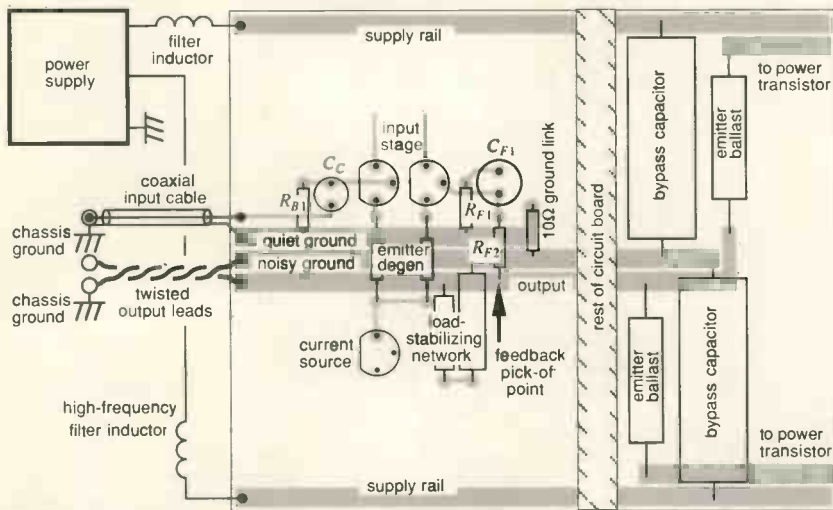 filter
inductor
power
supply
supply rail
to power
transistor
input
stage
C_C
C_F1
coaxial
input cable
R_B1
R_F1
10Ω ground link
bypass capacitor
emitter
ballast
chassis
ground
quiet ground
noisy ground
emitter
degen
R_F2
output
chassis
ground
twisted
output leads
current
source
oad-
stabilizing
network
feedback
pick-of
point
rest of circuit board
emitter
ballast
bypass capacitor
high-frequency
filter inductor
to power
transistor
supply rail